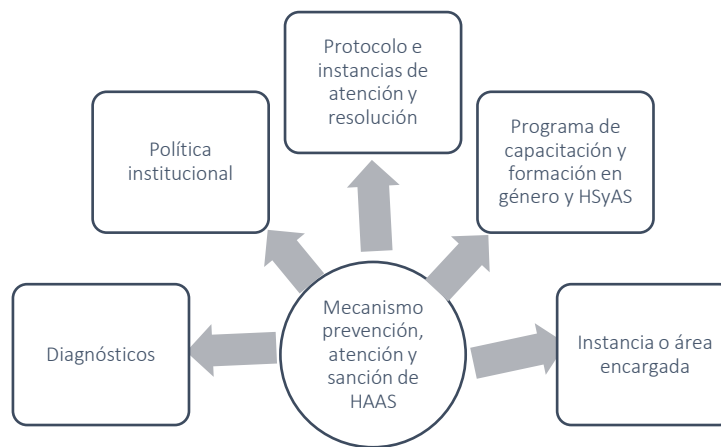 Protocolo e
instancias de
atención y
resolución
Política
institucional
Programa de
capacitación y
formación en
género y HSyAS
Diagnósticos
Mecanismo
prevención,
atención y
sanción de
HAAS
Instancia o área
encargada